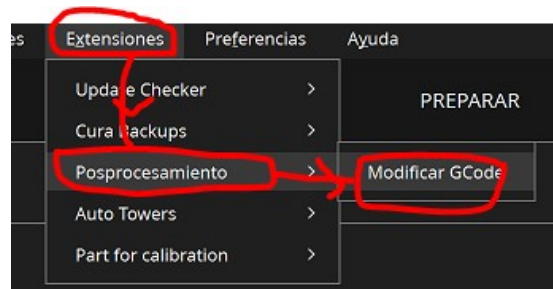 es Extensiones Preferencias Ayuda
Update Checker
PREPARAR
Cura Backups
Posprocesamiento
Modificar GCode
Auto Towers
Part for calibration